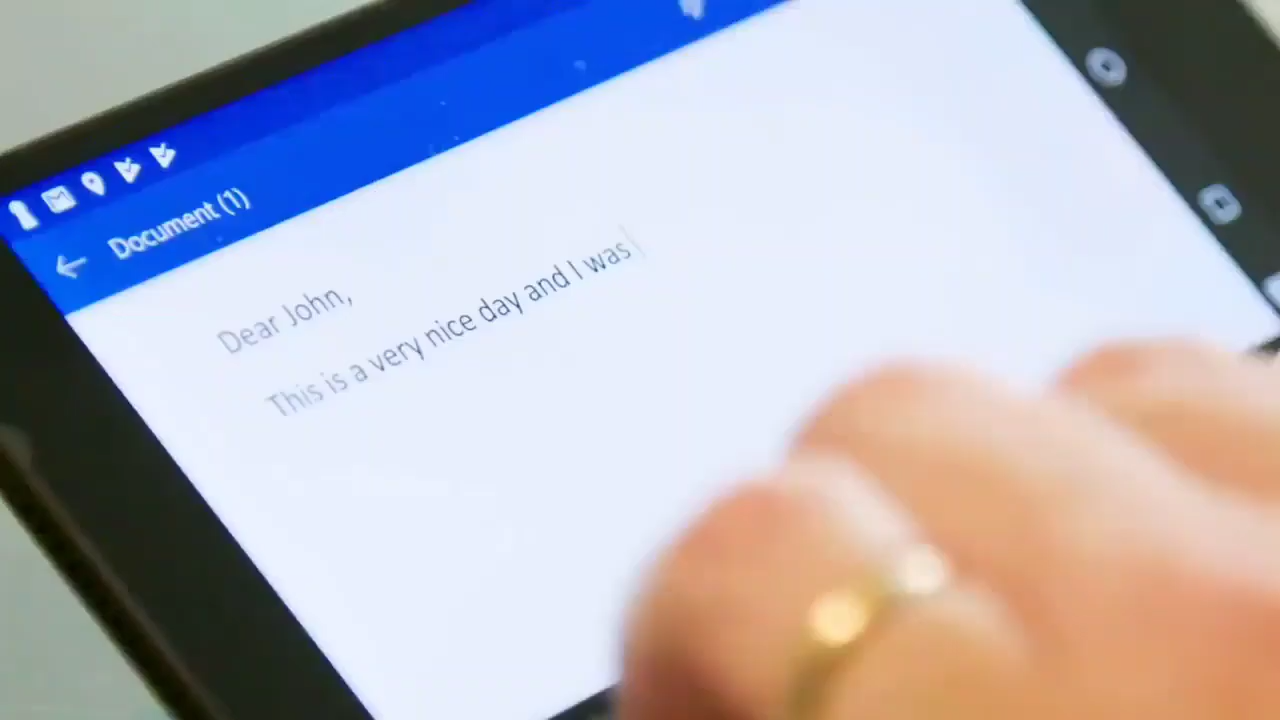 Document (1)
Dear John,
This is a very nice day and I was